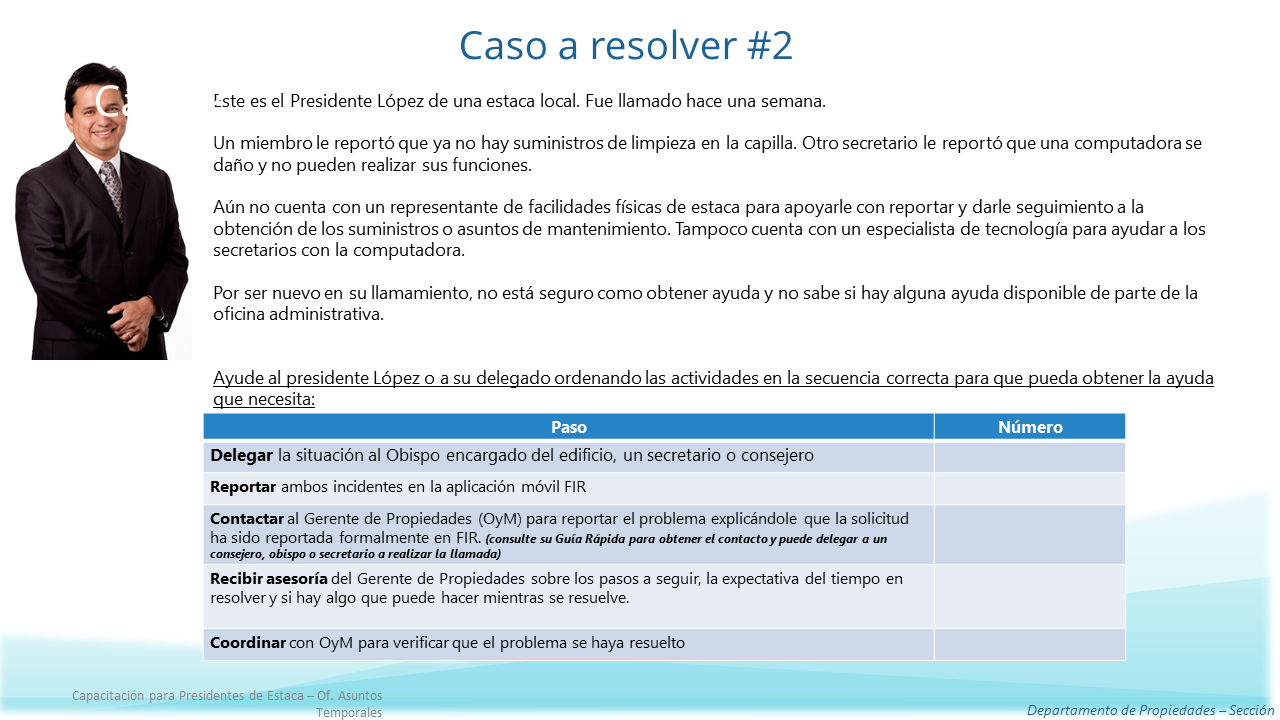 Caso a resolver #2
Este es el Presidente López de una estaca local. Fue llamado hace una semana.
Un miembro le reportó que ya no hay suministros de limpieza en la capilla. Otro secretario le reportó que una computadora se
daño y no pueden realizar sus funciones.
Aún no cuenta con un representante de facilidades físicas de estaca para apoyarle con reportar y darle seguimiento a la
obtención de los suministros o asuntos de mantenimiento. Tampoco cuenta con un especialista de tecnología para ayudar a los
secretarios con la computadora.
Por ser nuevo en su llamamiento, no está seguro como obtener ayuda y no sabe si hay alguna ayuda disponible de parte de la
oficina administrativa.
Ayude al presidente López o a su delegado ordenando las actividades en la secuencia correcta para que pueda obtener la ayuda
que necesita:
Paso Número
Delegar la situación al Obispo encargado del edificio, un secretario o consejero
Reportar ambos incidentes en la aplicación móvil FIR
Contactar al Gerente de Propiedades (OyM) para reportar el problema explicándole que la solicitud
ha sido reportada formalmente en FIR. (consulte su Guía Rápida para obtener el contacto y puede delegar a un
consejero, obispo o secretario a realizar la llamada)
Recibir asesoría del Gerente de Propiedades sobre los pasos a seguir, la expectativa del tiempo en
resolver y si hay algo que puede hacer mientras se resuelve.
Coordinar con OyM para verificar que el problema se haya resuelto
Capacitación para Presidentes de Estaca – Of. Asuntos
Temporales
Departamento de Propiedades – Sección